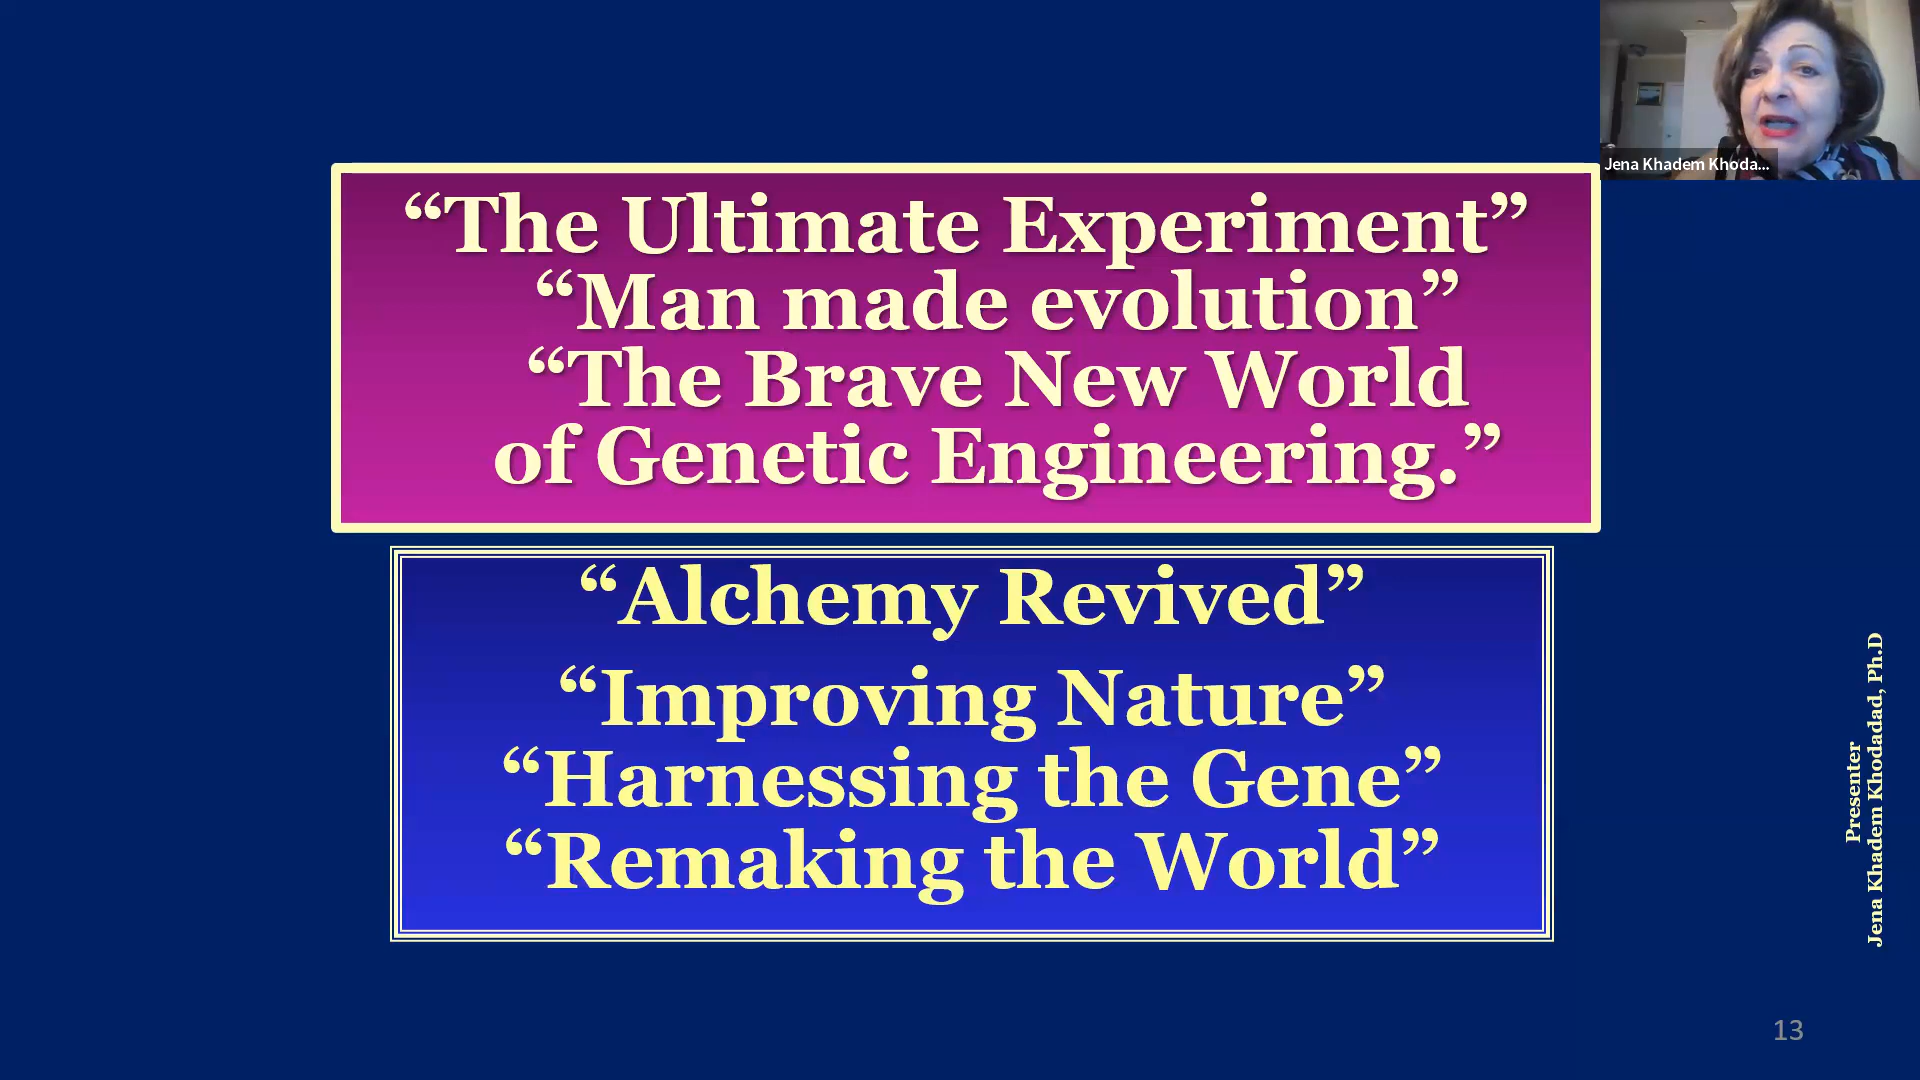 Jena Khadem Khoda...
“The Ultimate Experiment”
“Man made evolution”
“The Brave New World
of Genetic Engineering.”
“Alchemy Revived”
“Improving Nature”
“Harnessing the Gene”
“Remaking the World”
Presenter
Jena Khadem Khodadad, Ph.D
13